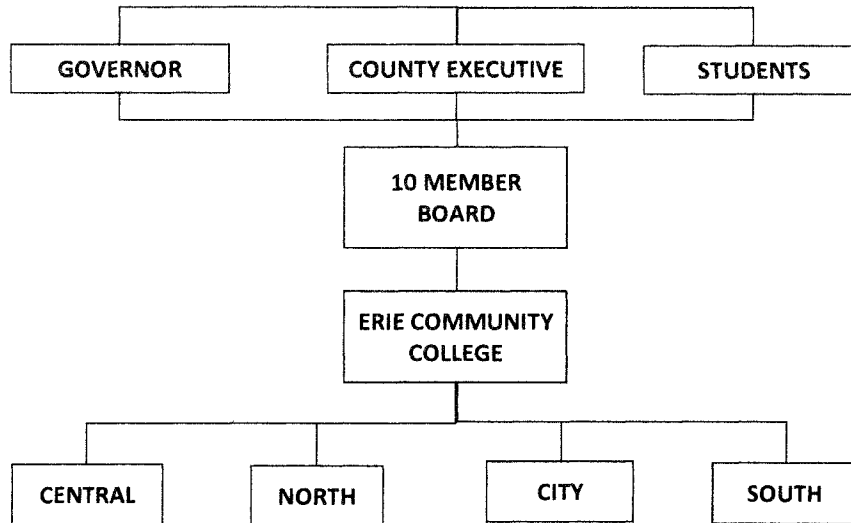 GOVERNOR
COUNTY EXECUTIVE
STUDENTS
10 MEMBER
BOARD
ERIE COMMUNITY
COLLEGE
CENTRAL
NORTH
CITY
SOUTH